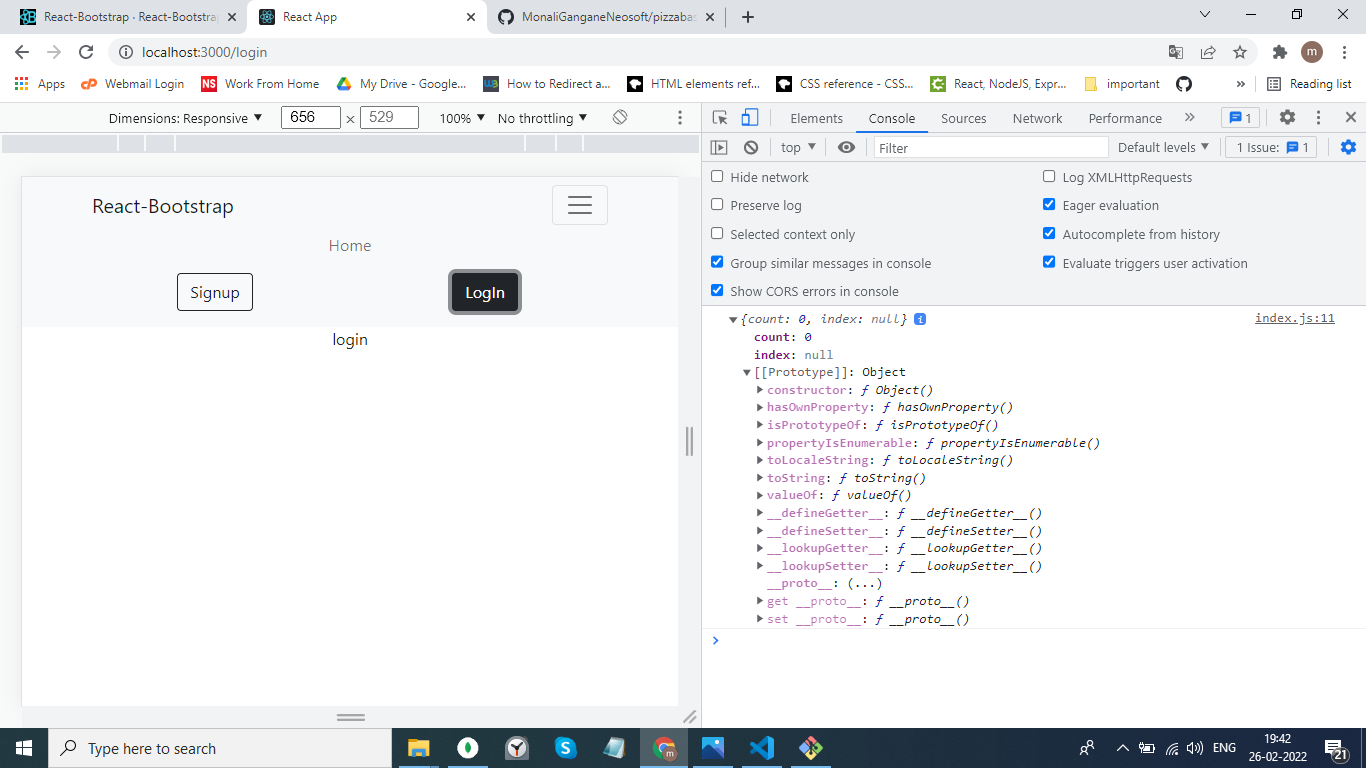 React-Bootstrap · React-Bootstra
React App
MonaliGanganeNeosoft/pizzabas
localhost:3000/login
m
Apps
Webmail Login
NS Work From Home
My Drive - Google...
How to Redirect a...
HTML elements ref...
CSS reference - CSS...
React, NodeJS, Expr...
important
»
Reading list
Dimensions: Responsive ▼ 656 × 529 100% ▼ No throttling ▼
Elements Console Sources Network Performance » 1
top ▼ Filter Default levels ▼ 1 Issue: 1
Hide network
Log XMLHttpRequests
Preserve log
Eager evaluation
Selected context only
Autocomplete from history
Group similar messages in console
Evaluate triggers user activation
Show CORS errors in console
React-Bootstrap
Home
Signup LogIn
login
▼{count: 0, index: null} i index.js:11
count: 0
index: null
▼[[Prototype]]: Object
▶constructor: ƒ Object()
▶hasOwnProperty: ƒ hasOwnProperty()
▶isPrototypeOf: ƒ isPrototypeOf()
▶propertyIsEnumerable: ƒ propertyIsEnumerable()
▶toLocaleString: ƒ toLocaleString()
▶toString: ƒ toString()
▶valueOf: ƒ valueOf()
▶__defineGetter__: ƒ __defineGetter__()
▶__defineSetter__: ƒ __defineSetter__()
▶__lookupGetter__: ƒ __lookupGetter__()
▶__lookupSetter__: ƒ __lookupSetter__()
__proto__: (...)
▶get __proto__: ƒ __proto__()
▶set __proto__: ƒ __proto__()
Type here to search
ENG
19:42
26-02-2022
21